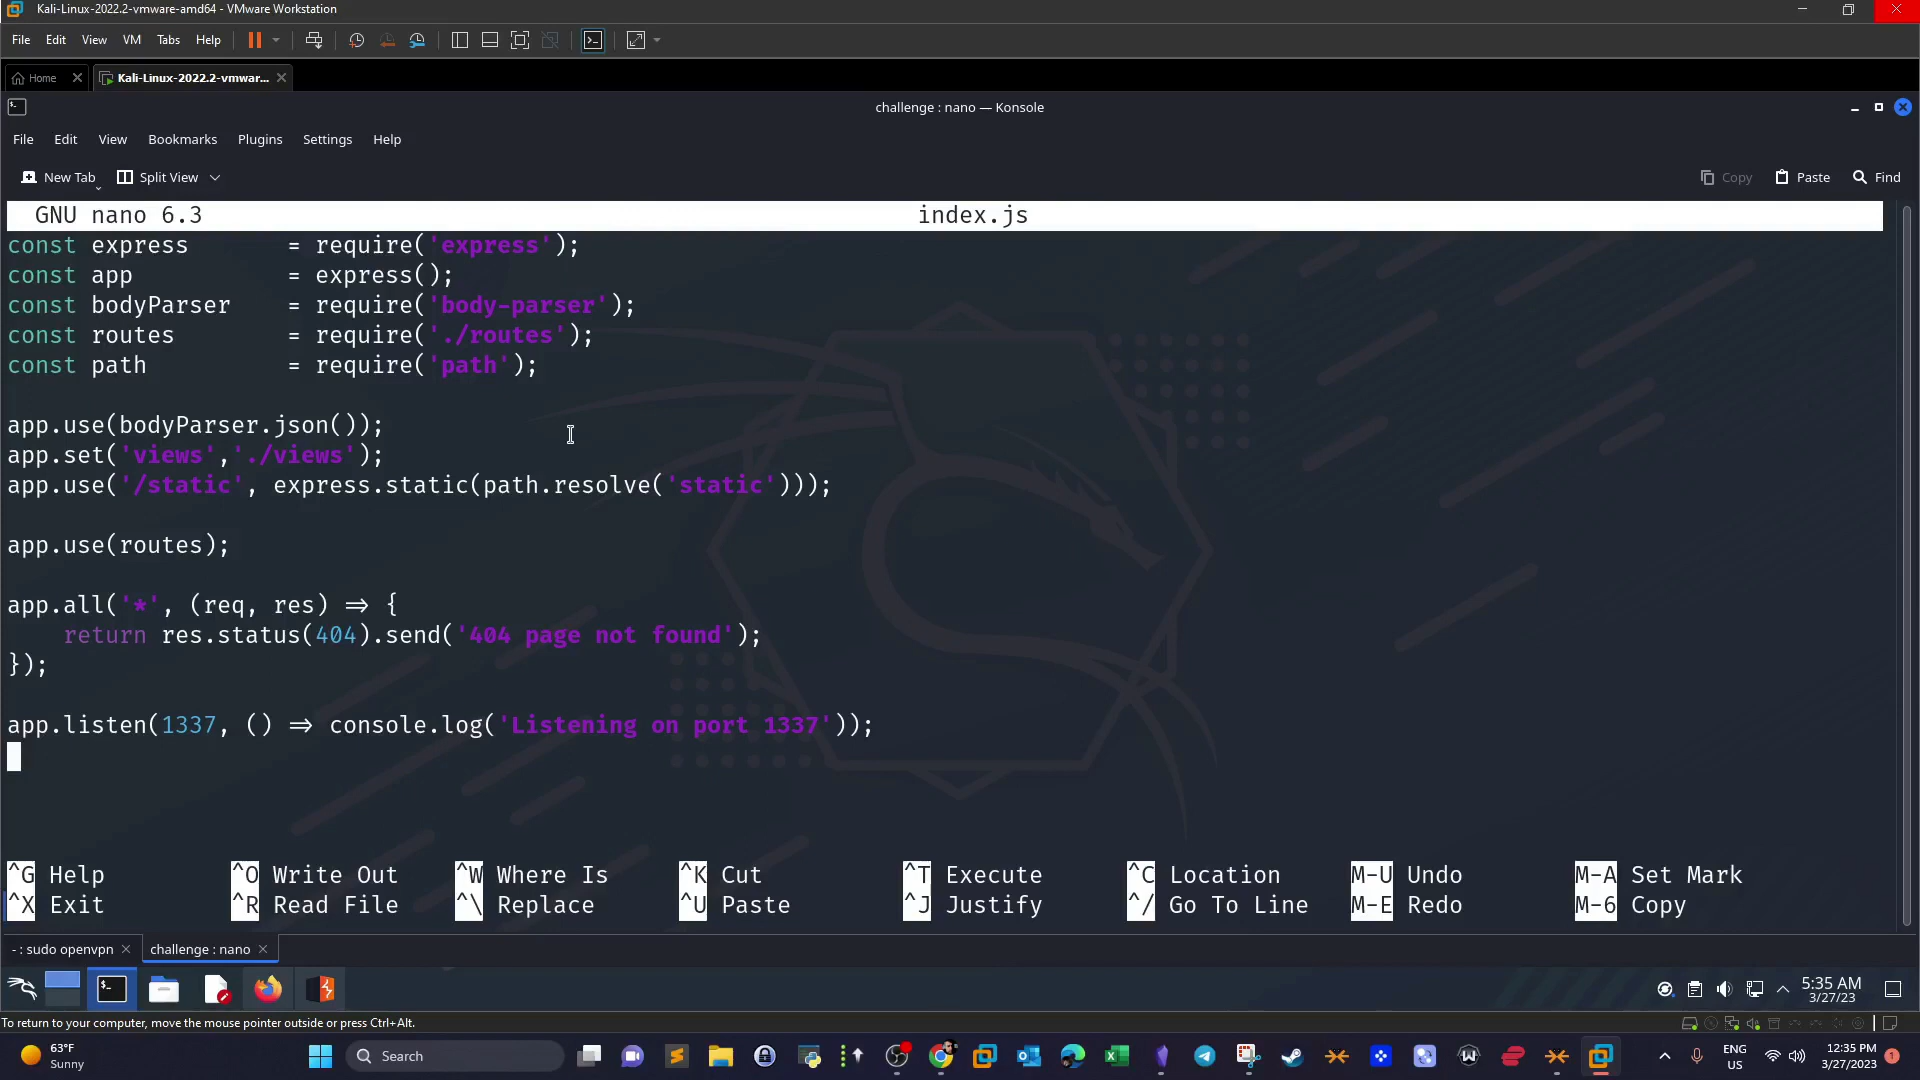 Kali-Linux-2022.2-vmware-amd64 - VMware Workstation
File Edit View VM Tabs Help
Home Kali-Linux-2022.2-vmwar...
challenge : nano — Konsole
File Edit View Bookmarks Plugins Settings Help
New Tab Split View Copy Paste Find
GNU nano 6.3 index.js
const express = require('express');
const app = express();
const bodyParser = require('body-parser');
const routes = require('./routes');
const path = require('path');
app.use(bodyParser.json());
app.set('views','./views');
app.use('/static', express.static(path.resolve('static')));
app.use(routes);
app.all('*', (req, res) => {
return res.status(404).send('404 page not found');
});
app.listen(1337, () => console.log('Listening on port 1337'));
^G Help ^O Write Out ^W Where Is ^K Cut ^T Execute ^C Location M-U Undo M-A Set Mark
^X Exit ^R Read File ^\ Replace ^U Paste ^J Justify ^/ Go To Line M-E Redo M-6 Copy
- : sudo openvpn challenge : nano
5:35 AM
3/27/23
To return to your computer, move the mouse pointer outside or press Ctrl+Alt.
63°F
Sunny
Search
ENG
US
12:35 PM
3/27/2023
1